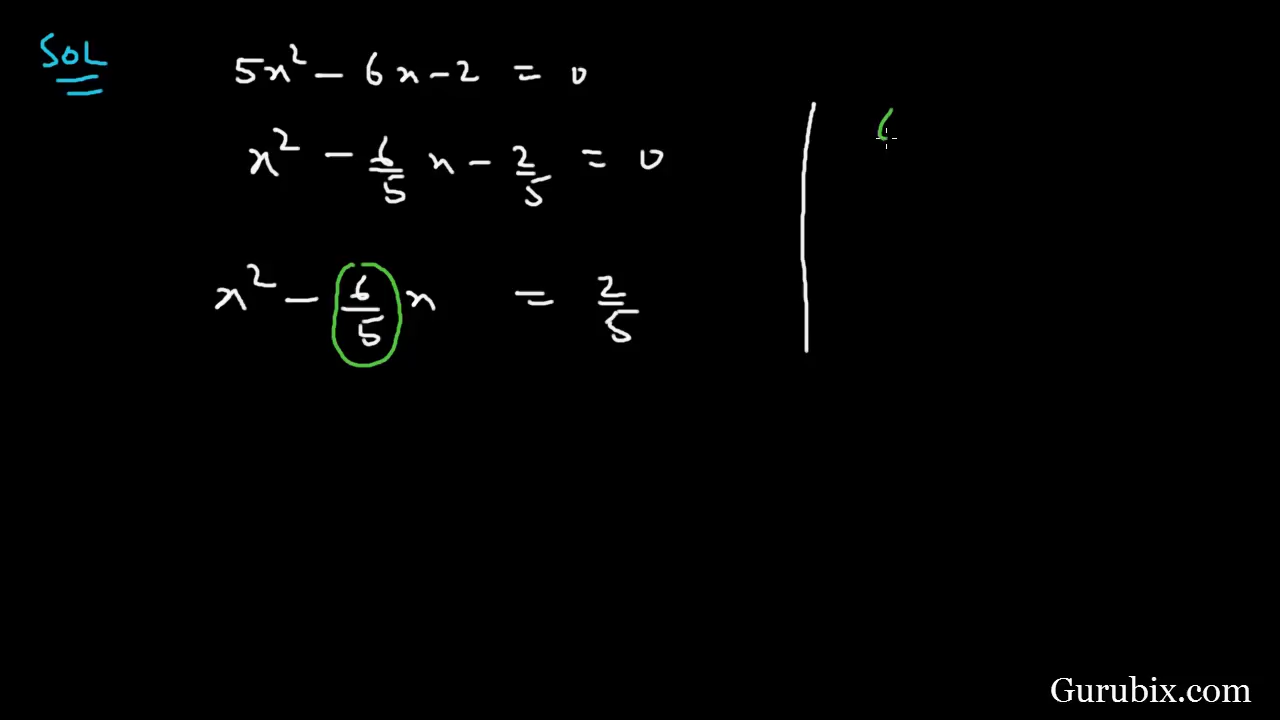 SOL
5x² - 6x - 2 = 0
x² - 6/5 x - 2/5 = 0
x² - 6/5 x = 2/5
Gurubix.com